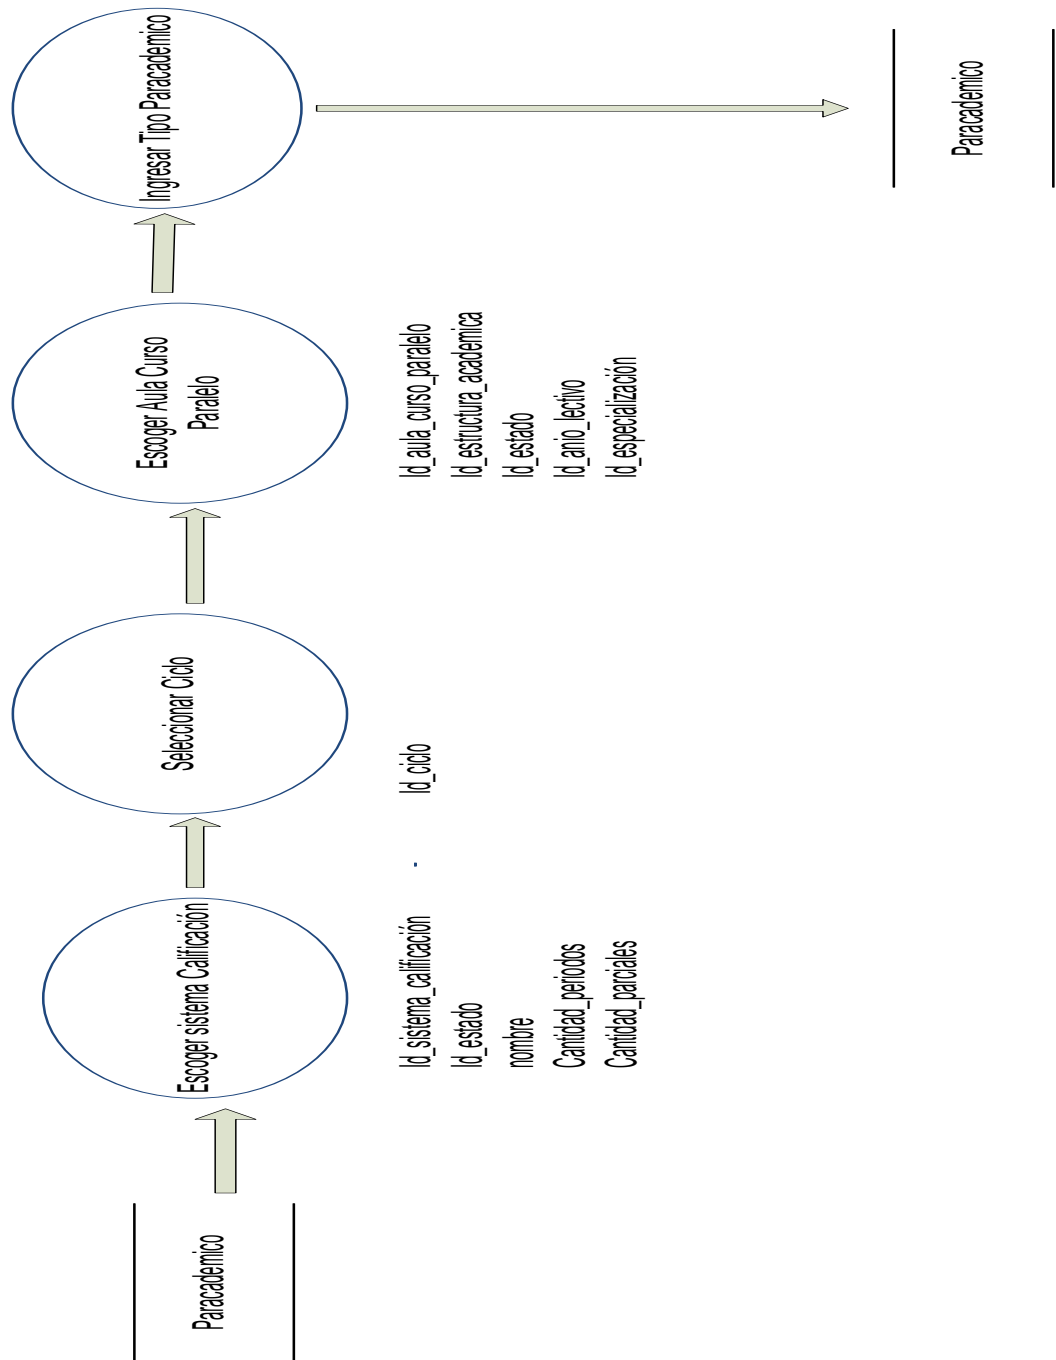 Paracademico
Escoger sistema Calificación
Id_sistema_calificación
Id_estado
nombre
Cantidad_periodos
Cantidad_parciales
Seleccionar Ciclo
Id_ciclo
Escoger Aula Curso
Paralelo
Id_aula_curso_paralelo
Id_estructura_academica
Id_estado
Id_anio_lectivo
Id_especialización
Ingresar Tipo Paracademico
Paracademico